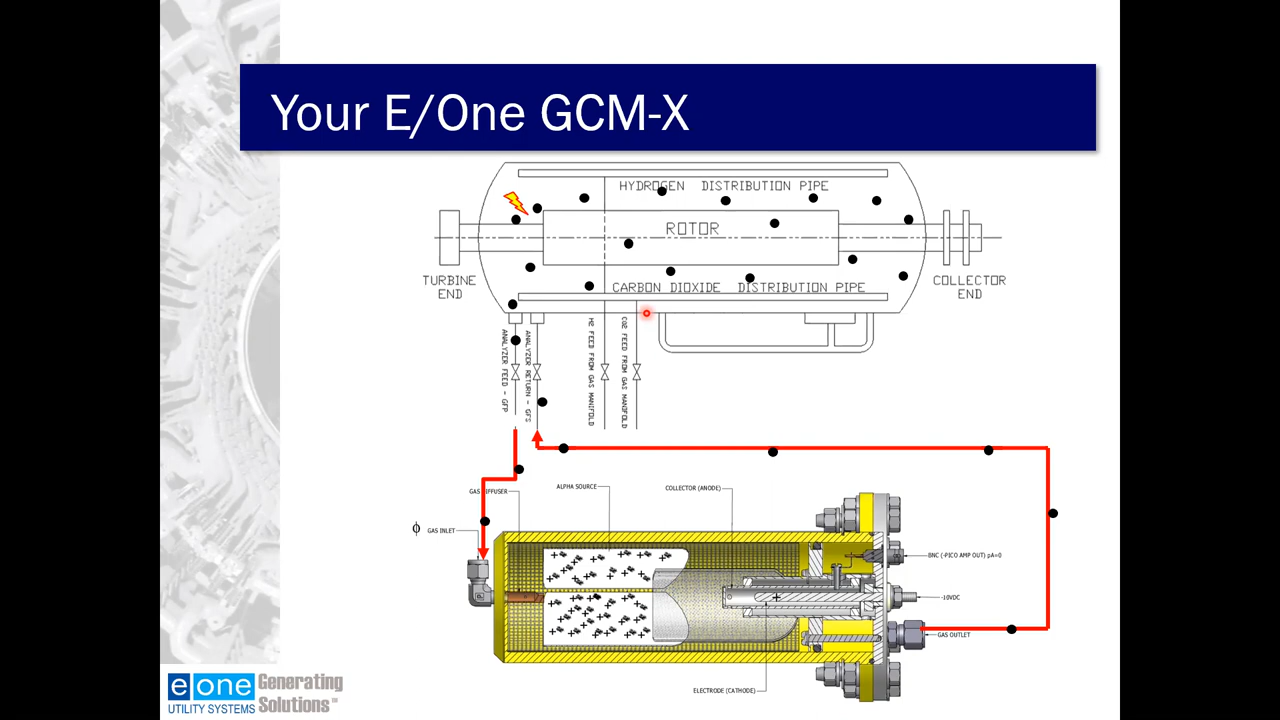 Your E/One GCM-X
HYDROGEN DISTRIBUTION PIPE
ROTOR
TURBINE
END
CARBON DIOXIDE DISTRIBUTION PIPE
COLLECTOR
END
ANALYZER FEED - GFP
ANALYZER RETURN - GFS
H2 FEED FROM GAS MANIFOLD
CO2 FEED FROM GAS MANIFOLD
GAS DIFFUSER
ALPHA SOURCE
COLLECTOR (ANODE)
ϕ GAS INLET
BNC (-PICO AMP OUT) pA=0
-10VDC
GAS OUTLET
ELECTRODE (CATHODE)
e one
UTILITY SYSTEMS
Generating
Solutions™